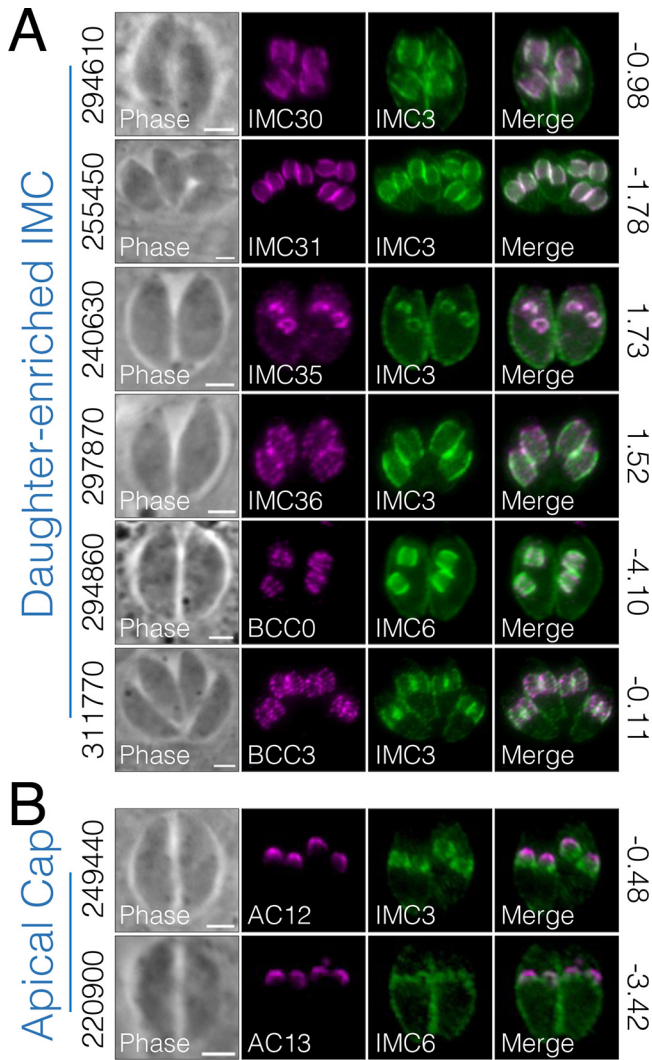 A
Daughter-enriched IMC
294610
Phase
IMC30
IMC3
Merge
-0.98
255450
Phase
IMC31
IMC3
Merge
-1.78
240630
Phase
IMC35
IMC3
Merge
1.73
297870
Phase
IMC36
IMC3
Merge
1.52
294860
Phase
BCC0
IMC6
Merge
-4.10
311770
Phase
BCC3
IMC3
Merge
-0.11
B
Apical Cap
249440
Phase
AC12
IMC3
Merge
-0.48
220900
Phase
AC13
IMC6
Merge
-3.42